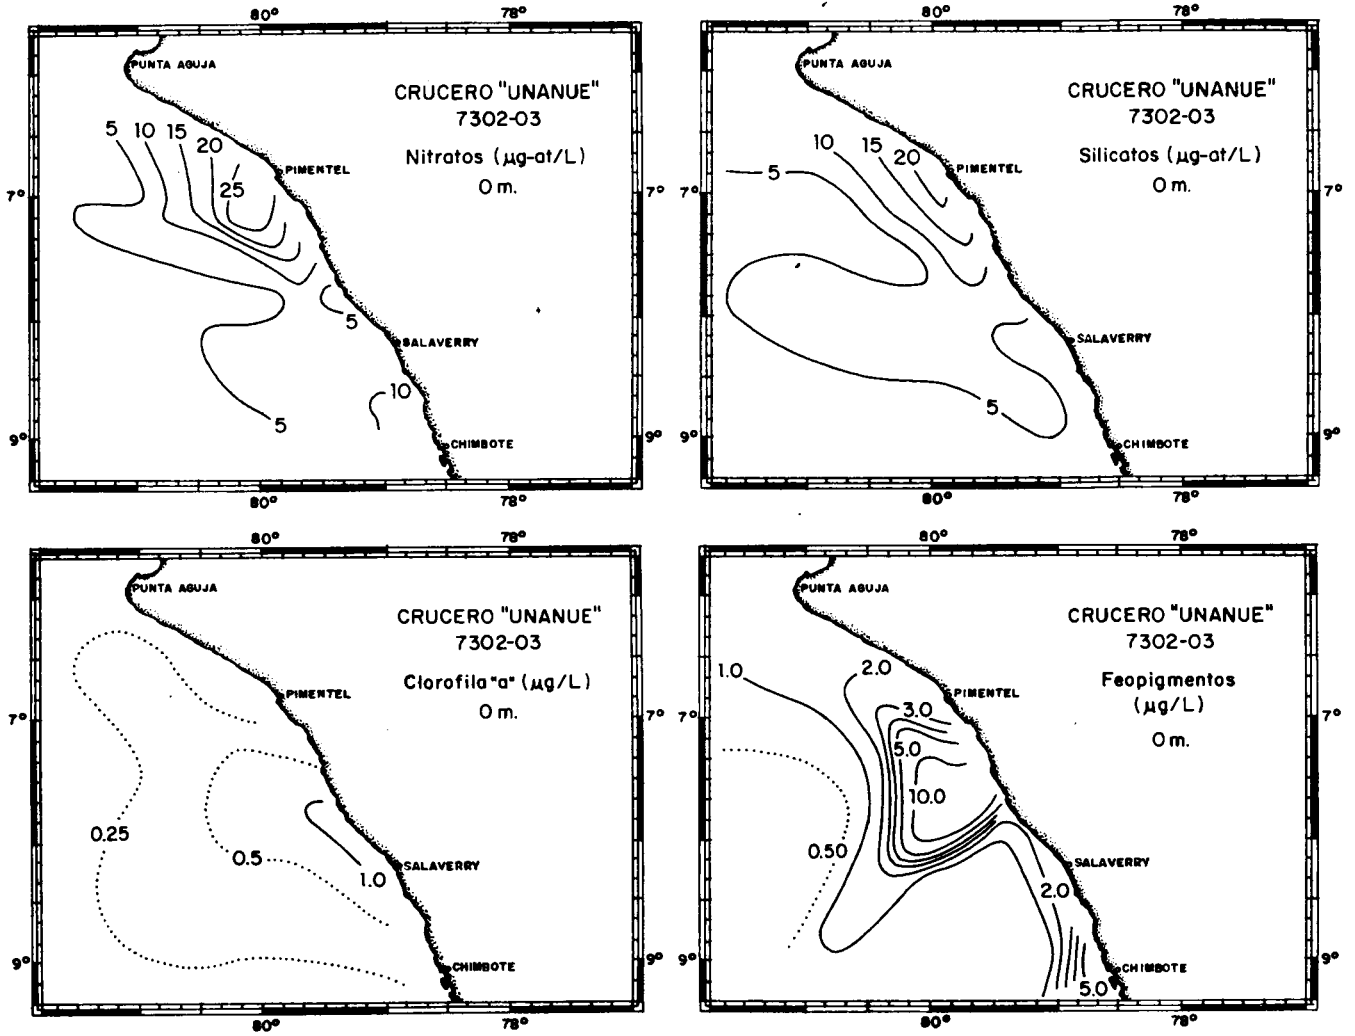 80°
78°
PUNTA AGUJA
CRUCERO "UNANUE"
7302-03
Nitratos (µg-at/L)
0 m.
5
10
15
20
25
PIMENTEL
7°
7°
5
SALAVERRY
10
5
9°
9°
CHIMBOTE
80°
78°
80°
78°
PUNTA AGUJA
CRUCERO "UNANUE"
7302-03
Silicatos (µg-at/L)
0 m.
10
15
20
5
PIMENTEL
7°
7°
SALAVERRY
5
9°
9°
CHIMBOTE
80°
78°
80°
78°
PUNTA AGUJA
CRUCERO "UNANUE"
7302-03
Clorofila "a" (µg/L)
0 m.
PIMENTEL
7°
7°
0.25
0.5
1.0
SALAVERRY
9°
9°
CHIMBOTE
80°
78°
80°
78°
PUNTA AGUJA
CRUCERO "UNANUE"
7302-03
Feopigmentos
(µg/L)
0 m.
1.0
2.0
PIMENTEL
3.0
7°
7°
5.0
10.0
0.50
SALAVERRY
2.0
9°
9°
CHIMBOTE
5.0
80°
78°